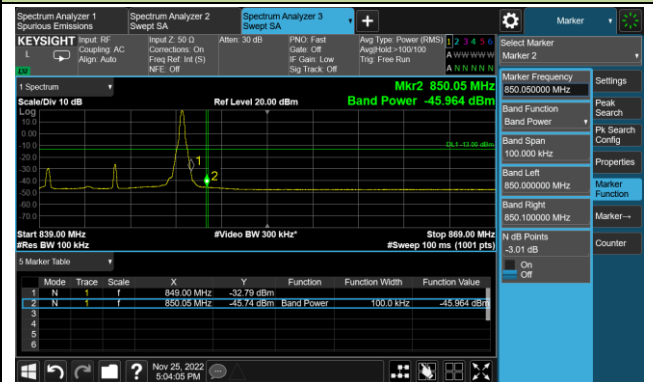 Spectrum Analyzer 1
Spurious Emissions
Spectrum Analyzer 2
Swept SA
Spectrum Analyzer 3
Swept SA
+
Marker
KEYSIGHT
L
Input: RF
Coupling: AC
Align: Auto
Input Z: 50 Ω
Corrections: On
Freq Ref: Int (S)
NFE: Off
Atten: 30 dB
PNO: Fast
Gate: Off
IF Gain: Low
Sig Track: Off
Avg Type: Power (RMS)
Avg|Hold:>100/100
Trig: Free Run
1 2 3 4 5 6
A W W W W W
A N N N N N
Select Marker
Marker 2
1 Spectrum
Scale/Div 10 dB
Ref Level 20.00 dBm
Mkr2 850.05 MHz
Band Power -45.964 dBm
Log
10.0
0.00
-10.0
-20.0
-30.0
-40.0
-50.0
-60.0
-70.0
DL1 -13.00 dBm
1
2
Start 839.00 MHz
#Video BW 300 kHz*
Stop 869.00 MHz
#Res BW 100 kHz
#Sweep 100 ms (1001 pts)
5 Marker Table
Mode Trace Scale X Y Function Function Width Function Value
1 N 1 f 849.00 MHz -32.79 dBm
2 N 1 f 850.05 MHz -45.74 dBm Band Power 100.0 kHz -45.964 dBm
3
4
5
6
Marker Frequency
850.050000 MHz
Band Function
Band Power
Band Span
100.000 kHz
Band Left
850.000000 MHz
Band Right
850.100000 MHz
N dB Points
-3.01 dB
On
Off
Settings
Peak
Search
Pk Search
Config
Properties
Marker
Function
Marker→
Counter
?
Nov 25, 2022
5:04:05 PM